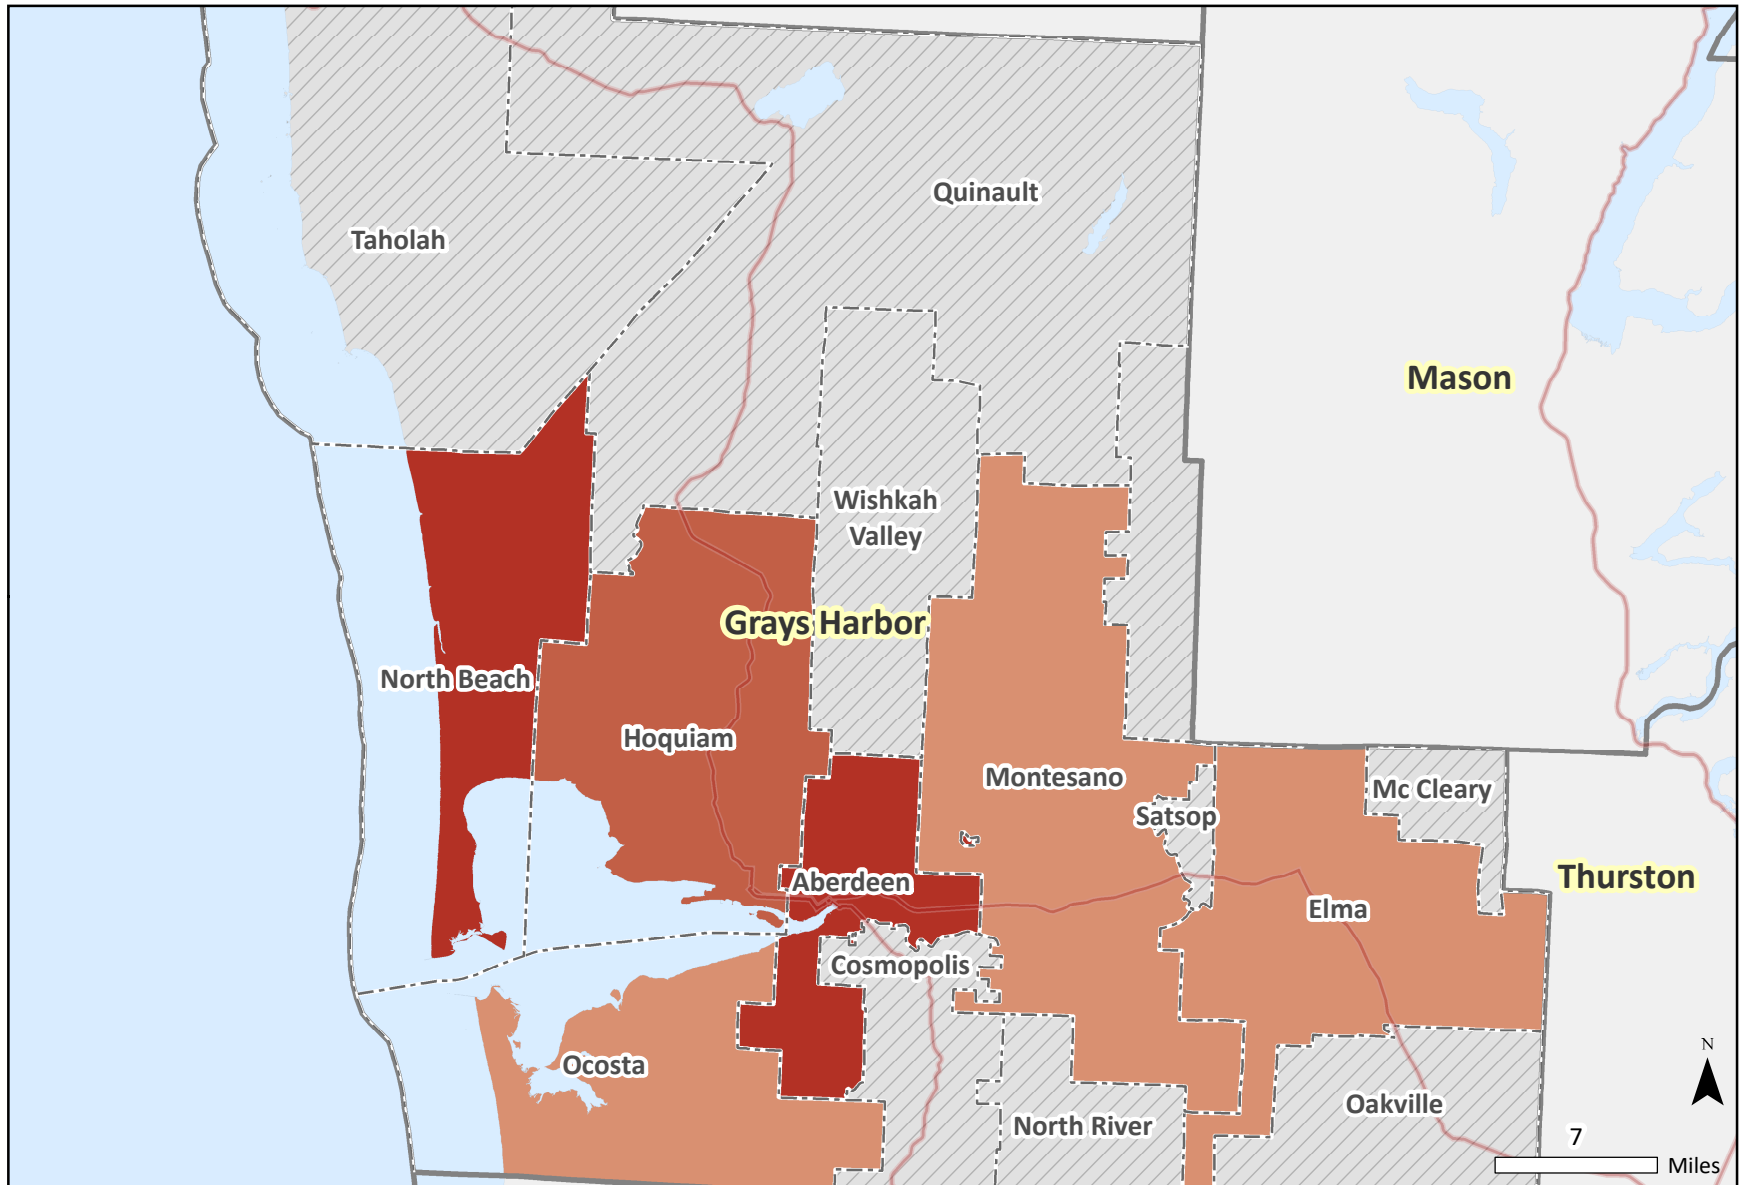 Quinault
Taholah
Mason
Wishkah
Valley
Grays Harbor
North Beach
Hoquiam
Montesano
Mc Cleary
Satsop
Aberdeen
Thurston
Elma
Cosmopolis
Ocosta
N
Oakville
North River
7
Miles